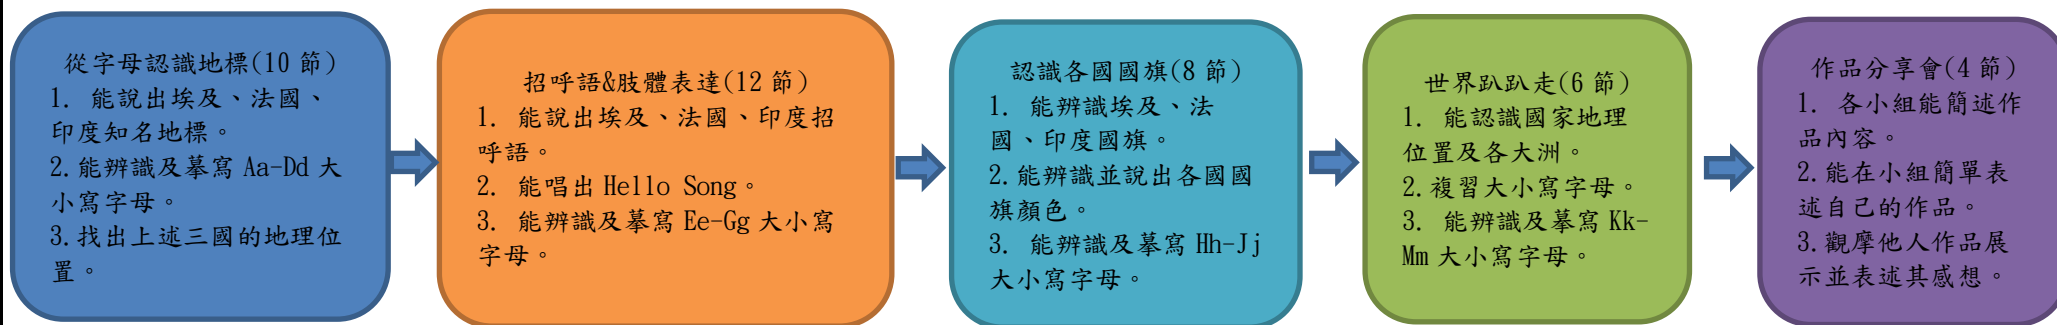 從字母認識地標(10 節)
1. 能說出埃及、法國、
印度知名地標。
2.能辨識及摹寫 Aa-Dd 大
小寫字母。
3.找出上述三國的地理位
置。
招呼語&肢體表達(12 節)
1. 能說出埃及、法國、印度招
呼語。
2. 能唱出 Hello Song。
3. 能辨識及摹寫 Ee-Gg 大小寫
字母。
認識各國國旗(8 節)
1. 能辨識埃及、法
國、印度國旗。
2.能辨識並說出各國國
旗顏色。
3. 能辨識及摹寫 Hh-Jj
大小寫字母。
世界趴趴走(6 節)
1. 能認識國家地理
位置及各大洲。
2.複習大小寫字母。
3. 能辨識及摹寫 Kk-
Mm 大小寫字母。
作品分享會(4 節)
1. 各小組能簡述作
品內容。
2.能在小組簡單表
述自己的作品。
3.觀摩他人作品展
示並表述其感想。